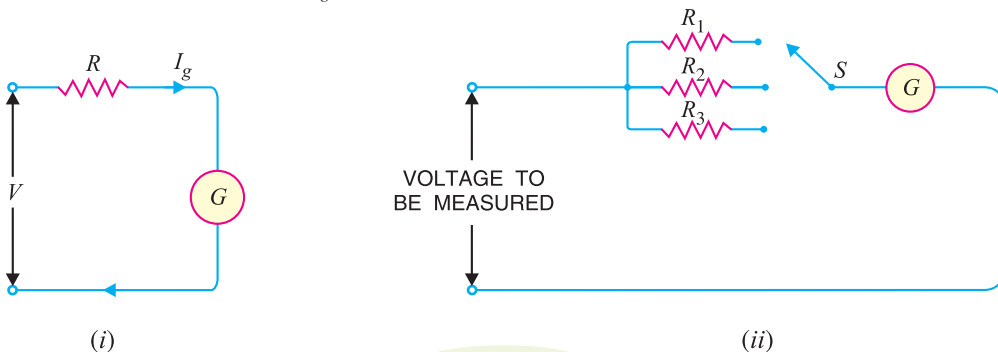 g
R
I_g
V
G
(i)
R_1
R_2
R_3
S
G
VOLTAGE TO
BE MEASURED
(ii)